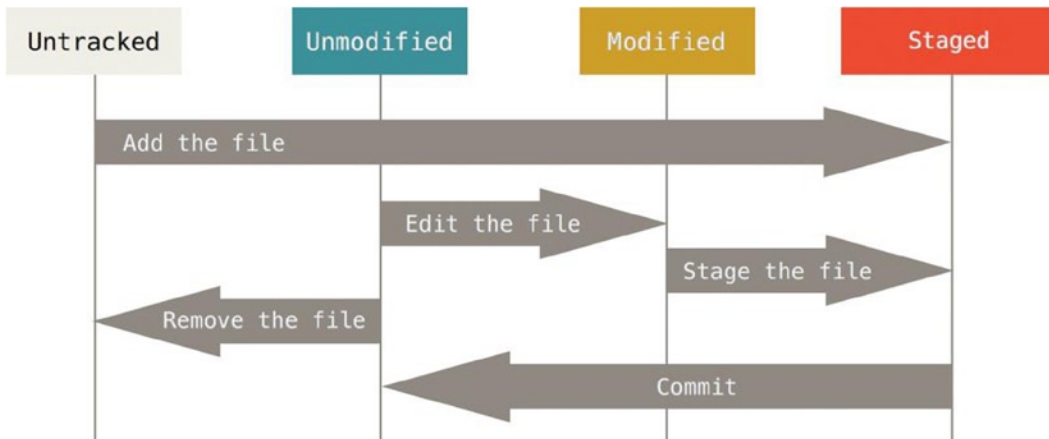 Untracked
Unmodified
Modified
Staged
Add the file
Edit the file
Stage the file
Remove the file
Commit